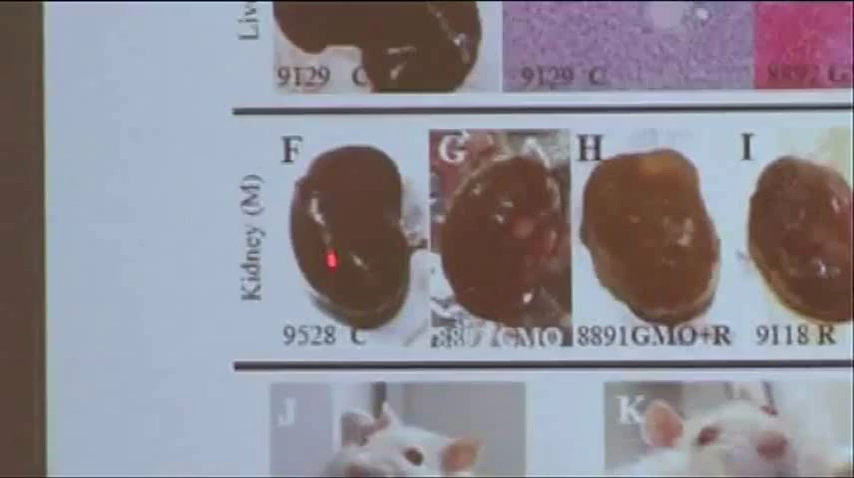 9129 C
9129 C
F
G
H
I
Kidney (M)
9528 C
GMO
8891GMO+R
9118 R
J
K